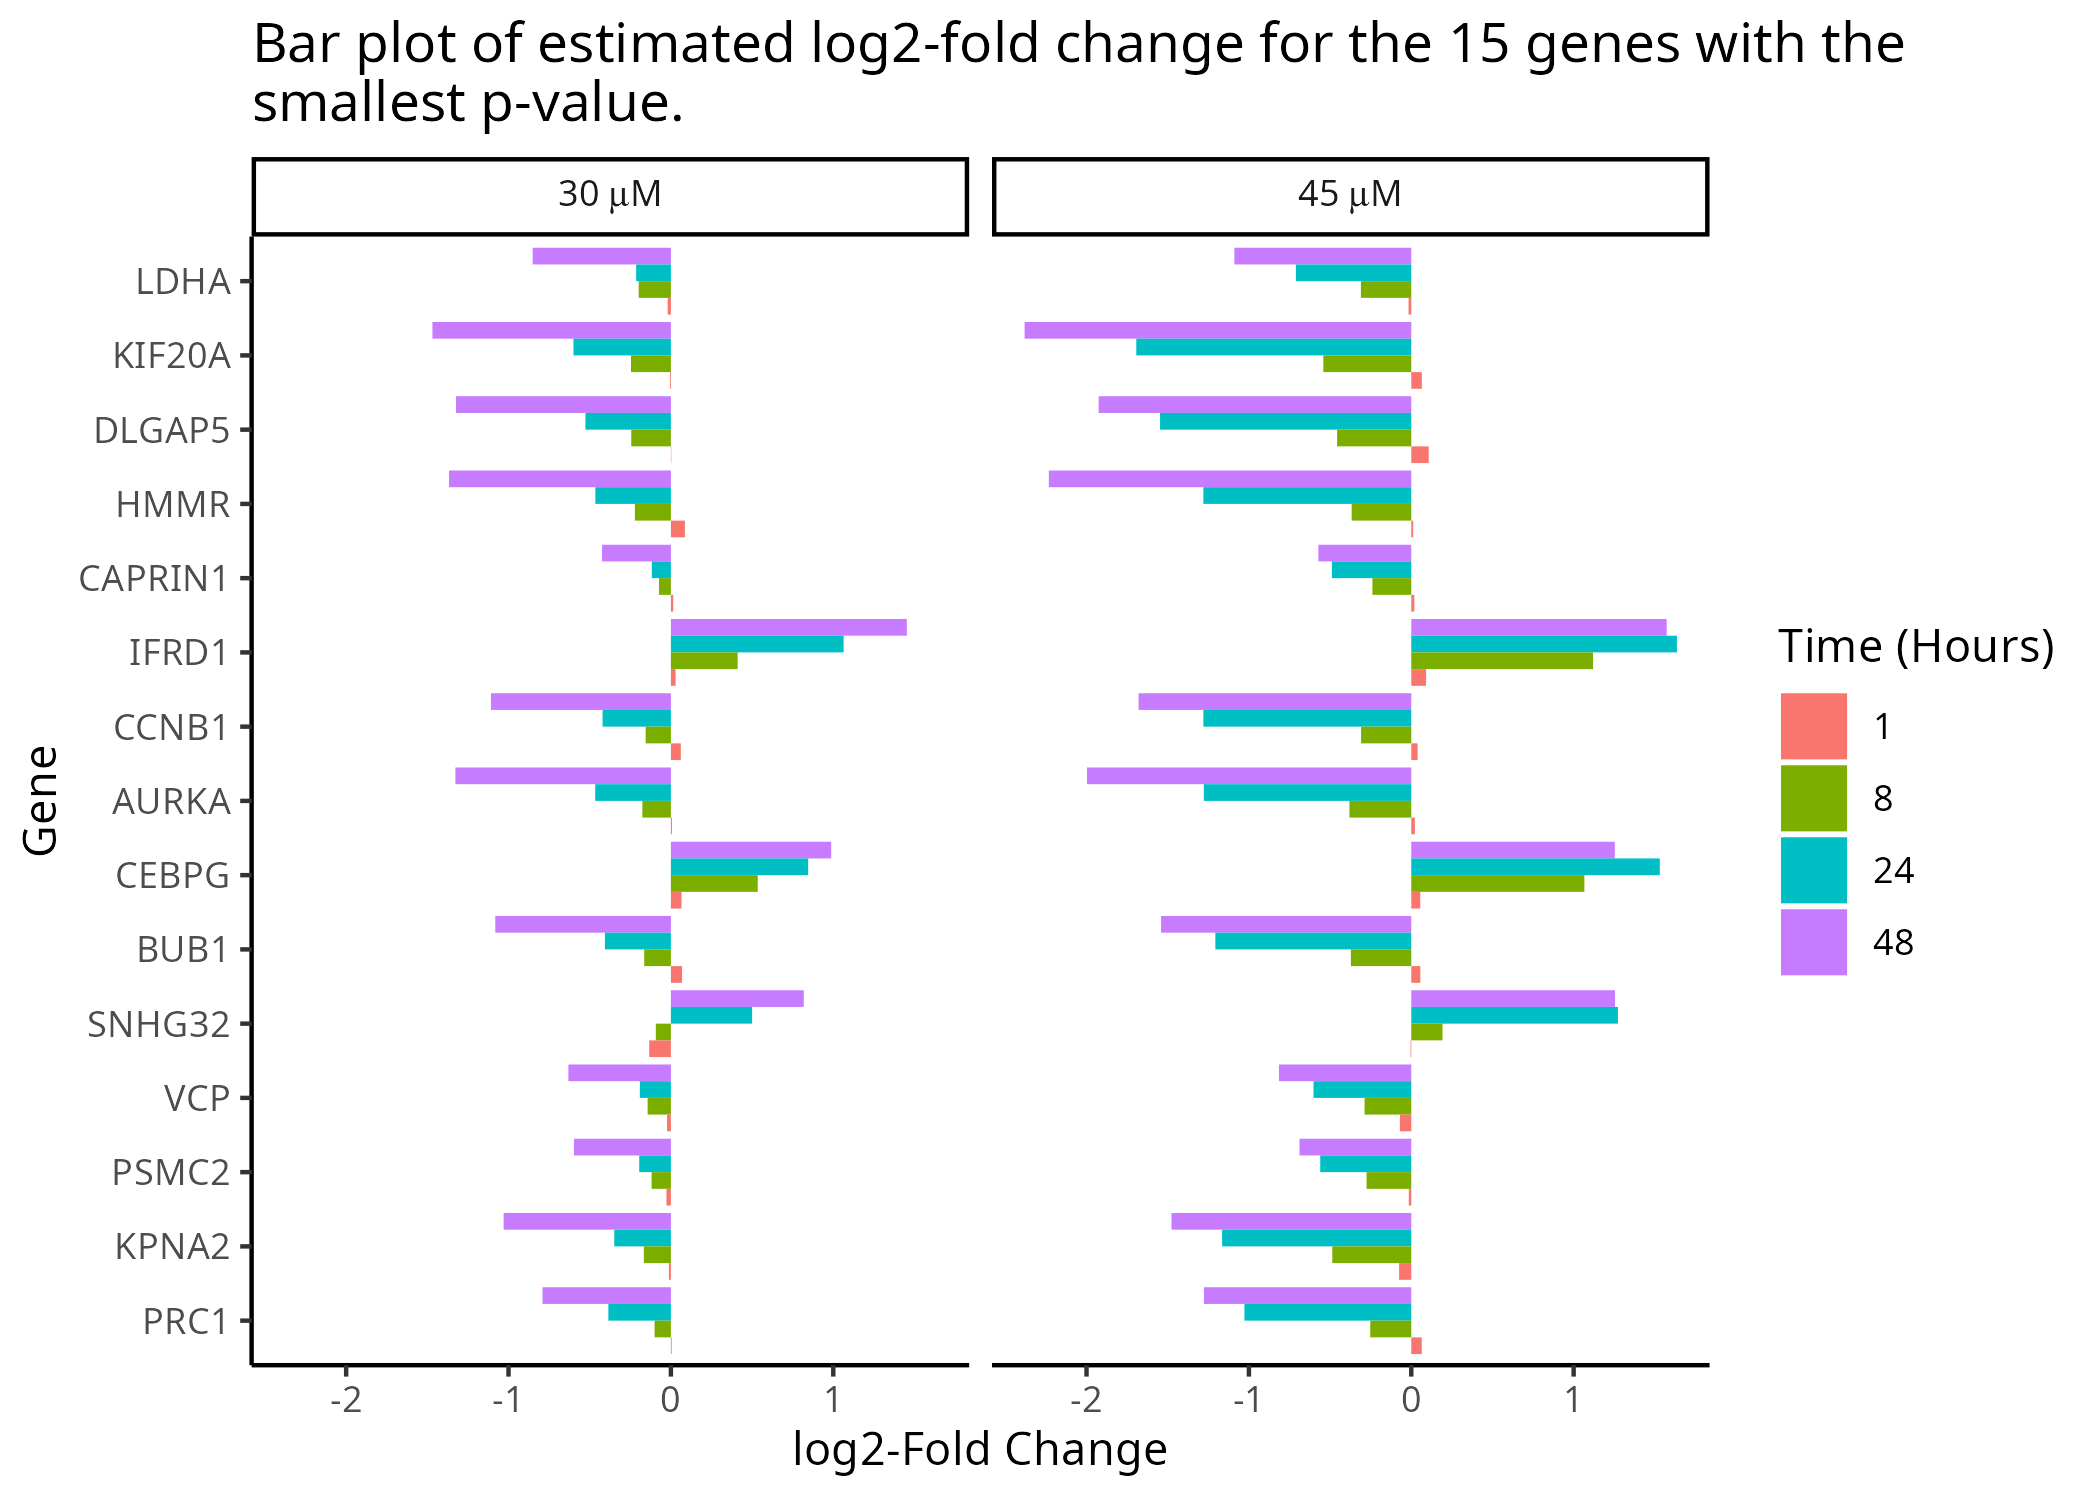 Bar plot of estimated log2-fold change for the 15 genes with the
smallest p-value.
30 μM
45 μM
LDHA
KIF20A
DLGAP5
HMMR
CAPRIN1
IFRD1
CCNB1
AURKA
CEBPG
BUB1
SNHG32
VCP
PSMC2
KPNA2
PRC1
Gene
-2 -1 0 1
-2 -1 0 1
log2-Fold Change
Time (Hours)
1
8
24
48